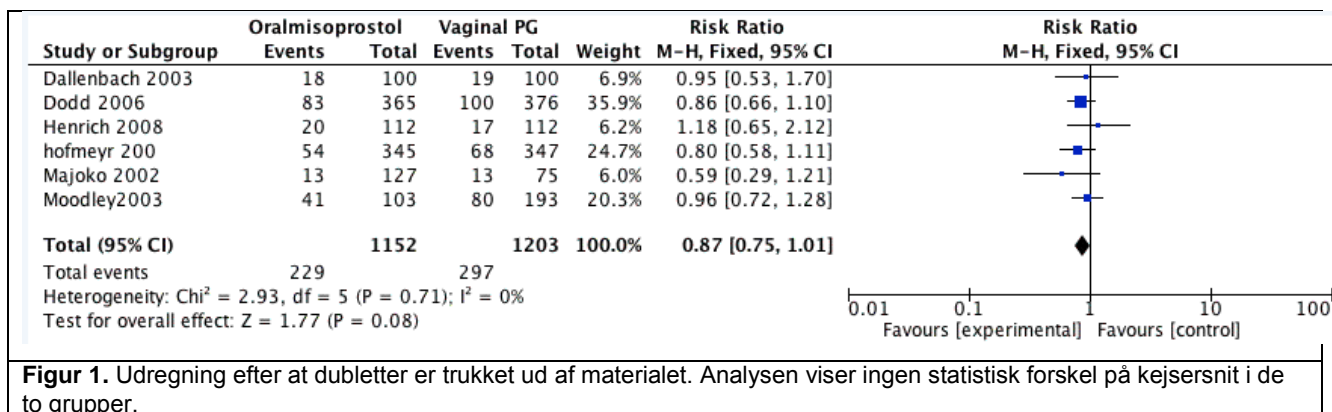 Oralmisoprostol Vaginal PG Risk Ratio Risk Ratio
Study or Subgroup Events Total Events Total Weight M-H, Fixed, 95% CI M-H, Fixed, 95% CI
Dallenbach 2003 18 100 19 100 6.9% 0.95 [0.53, 1.70]
Dodd 2006 83 365 100 376 35.9% 0.86 [0.66, 1.10]
Henrich 2008 20 112 17 112 6.2% 1.18 [0.65, 2.12]
hofmeyr 200 54 345 68 347 24.7% 0.80 [0.58, 1.11]
Majoko 2002 13 127 13 75 6.0% 0.59 [0.29, 1.21]
Moodley2003 41 103 80 193 20.3% 0.96 [0.72, 1.28]
Total (95% CI) 1152 1203 100.0% 0.87 [0.75, 1.01]
Total events 229 297
Heterogeneity: Chi² = 2.93, df = 5 (P = 0.71); I² = 0%
Test for overall effect: Z = 1.77 (P = 0.08)
0.01 0.1 1 10 100
Favours [experimental] Favours [control]
Figur 1. Udregning efter at dubletter er trukket ud af materialet. Analysen viser ingen statistisk forskel på kejsersnit i de
to grupper.